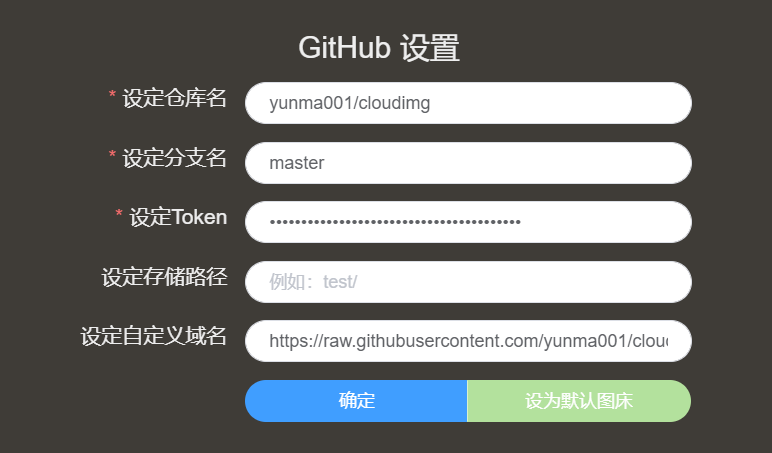 GitHub 设置
* 设定仓库名 yunma001/cloudimg
* 设定分支名 master
* 设定Token ••••••••••••••••••••••••••••••••••••••••
设定存储路径 例如：test/
设定自定义域名 https://raw.githubusercontent.com/yunma001/clou
确定 设为默认图床